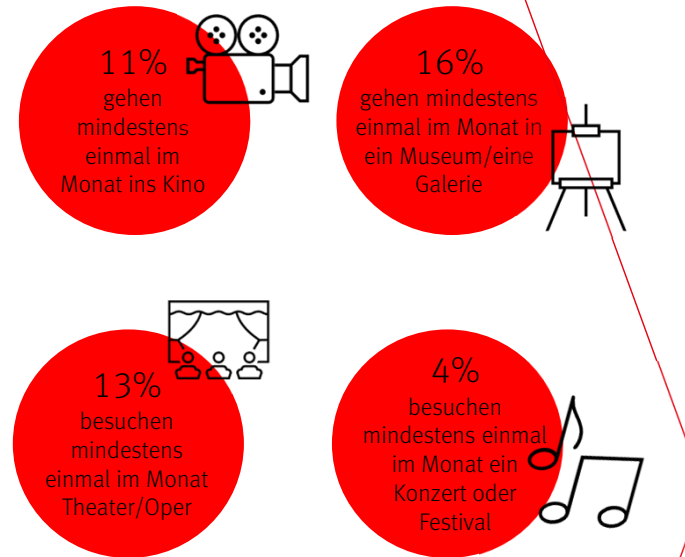 11%
gehen
mindestens
einmal im
Monat ins Kino
16%
gehen mindestens
einmal im Monat in
ein Museum/eine
Galerie
13%
besuchen
mindestens
einmal im Monat
Theater/Oper
4%
besuchen
mindestens einmal
im Monat ein
Konzert oder
Festival